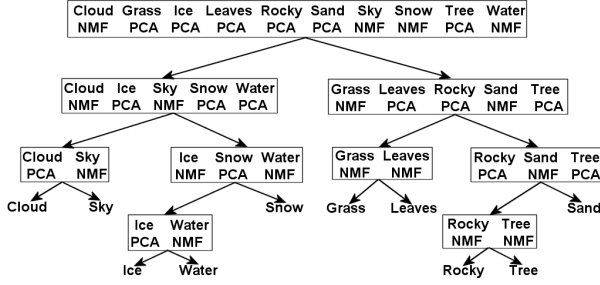 Cloud Grass Ice Leaves Rocky Sand Sky Snow Tree Water
NMF PCA PCA PCA PCA PCA NMF NMF PCA NMF
Cloud Ice Sky Snow Water
NMF PCA NMF PCA PCA
Grass Leaves Rocky Sand Tree
NMF PCA PCA NMF PCA
Cloud Sky
PCA NMF
Ice Snow Water
NMF PCA NMF
Grass Leaves
NMF NMF
Rocky Sand Tree
PCA NMF PCA
Cloud Sky
Snow
Grass Leaves
Sand
Ice Water
PCA NMF
Rocky Tree
NMF NMF
Ice Water
Rocky Tree